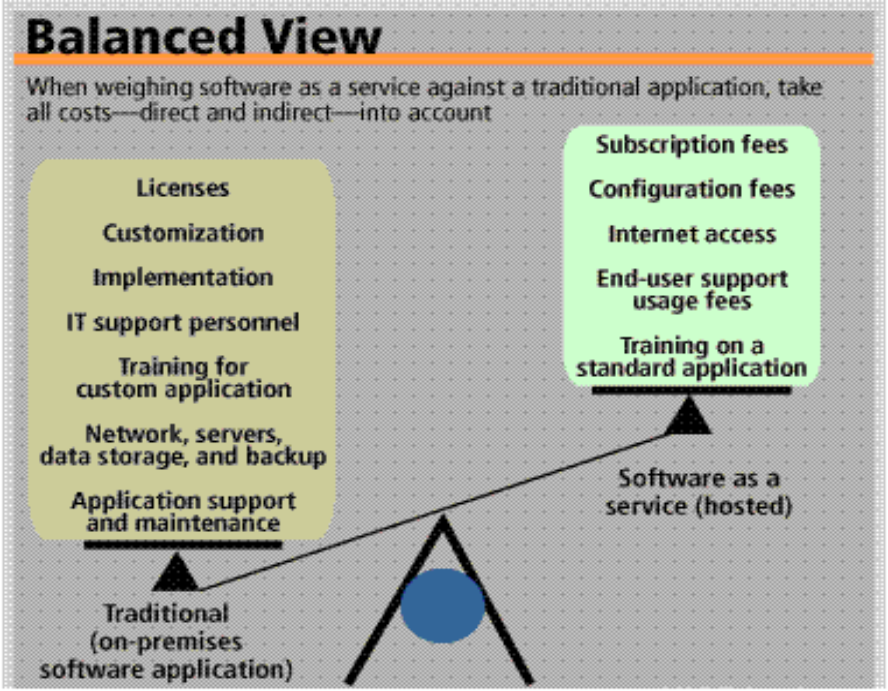 Balanced View
When weighing software as a service against a traditional application, take
all costs—direct and indirect—into account
Licenses
Customization
Implementation
IT support personnel
Training for
custom application
Network, servers,
data storage, and backup
Application support
and maintenance
Traditional
(on-premises
software application)
Subscription fees
Configuration fees
Internet access
End-user support
usage fees
Training on a
standard application
Software as a
service (hosted)